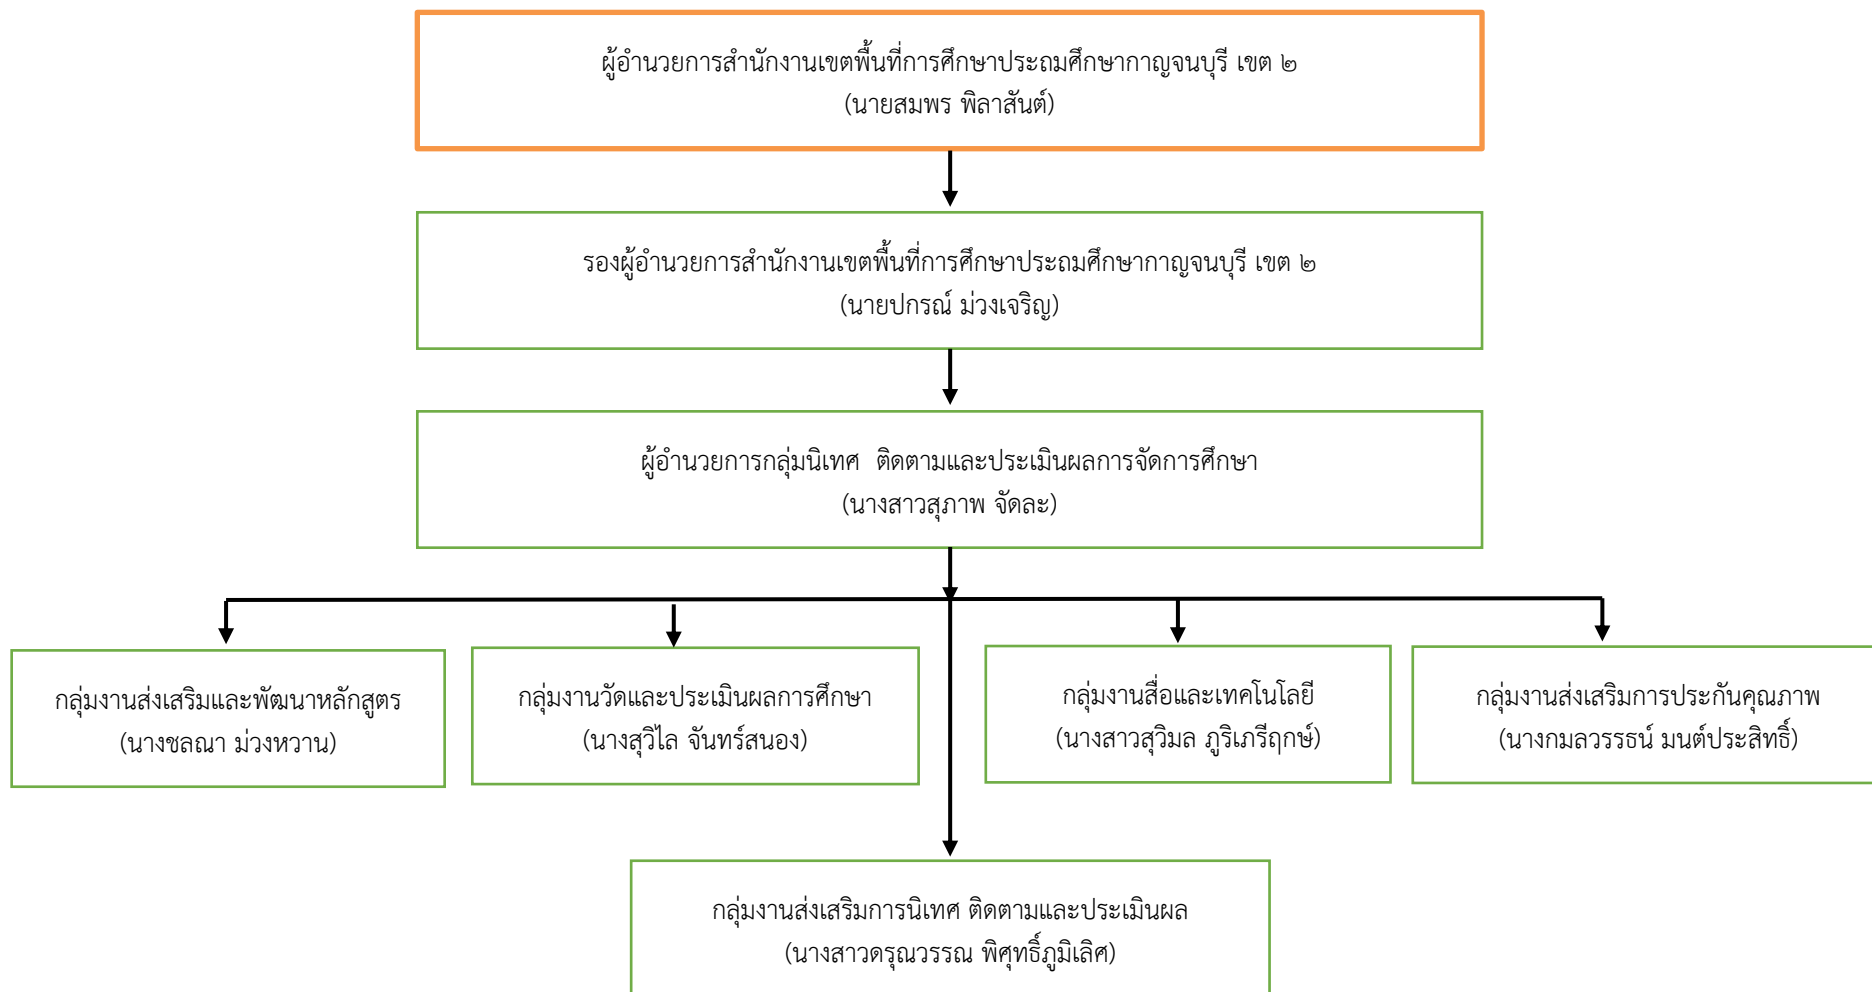 ผู้อำนวยการสำนักงานเขตพื้นที่การศึกษาประถมศึกษากาญจนบุรี เขต ๒
(นายสมพร พิลาสันต์)
รองผู้อำนวยการสำนักงานเขตพื้นที่การศึกษาประถมศึกษากาญจนบุรี เขต ๒
(นายปกรณ์ ม่วงเจริญ)
ผู้อำนวยการกลุ่มนิเทศ ติดตามและประเมินผลการจัดการศึกษา
(นางสาวสุภาพ จัดละ)
กลุ่มงานส่งเสริมและพัฒนาหลักสูตร
(นางชลณา ม่วงหวาน)
กลุ่มงานวัดและประเมินผลการศึกษา
(นางสุวิไล จันทร์สนอง)
กลุ่มงานสื่อและเทคโนโลยี
(นางสาวสุวิมล ภูริเภรีฤกษ์)
กลุ่มงานส่งเสริมการประกันคุณภาพ
(นางกมลวรรธน์ มนต์ประสิทธิ์)
กลุ่มงานส่งเสริมการนิเทศ ติดตามและประเมินผล
(นางสาวดรุณวรรณ พิศุทธิ์ภูมิเลิศ)